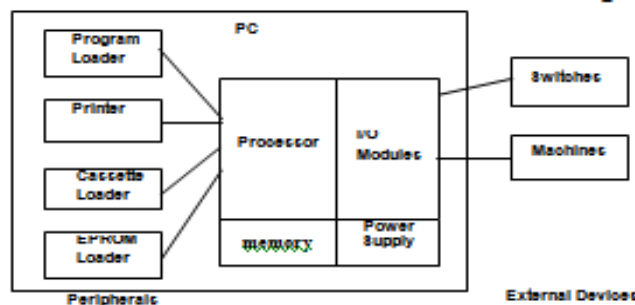 PC
Program
Loader
Printer
Cassette
Loader
EPROM
Loader
Processor
I/O
Modules
memory
Power
Supply
Switches
Machines
Peripherals
External Devices